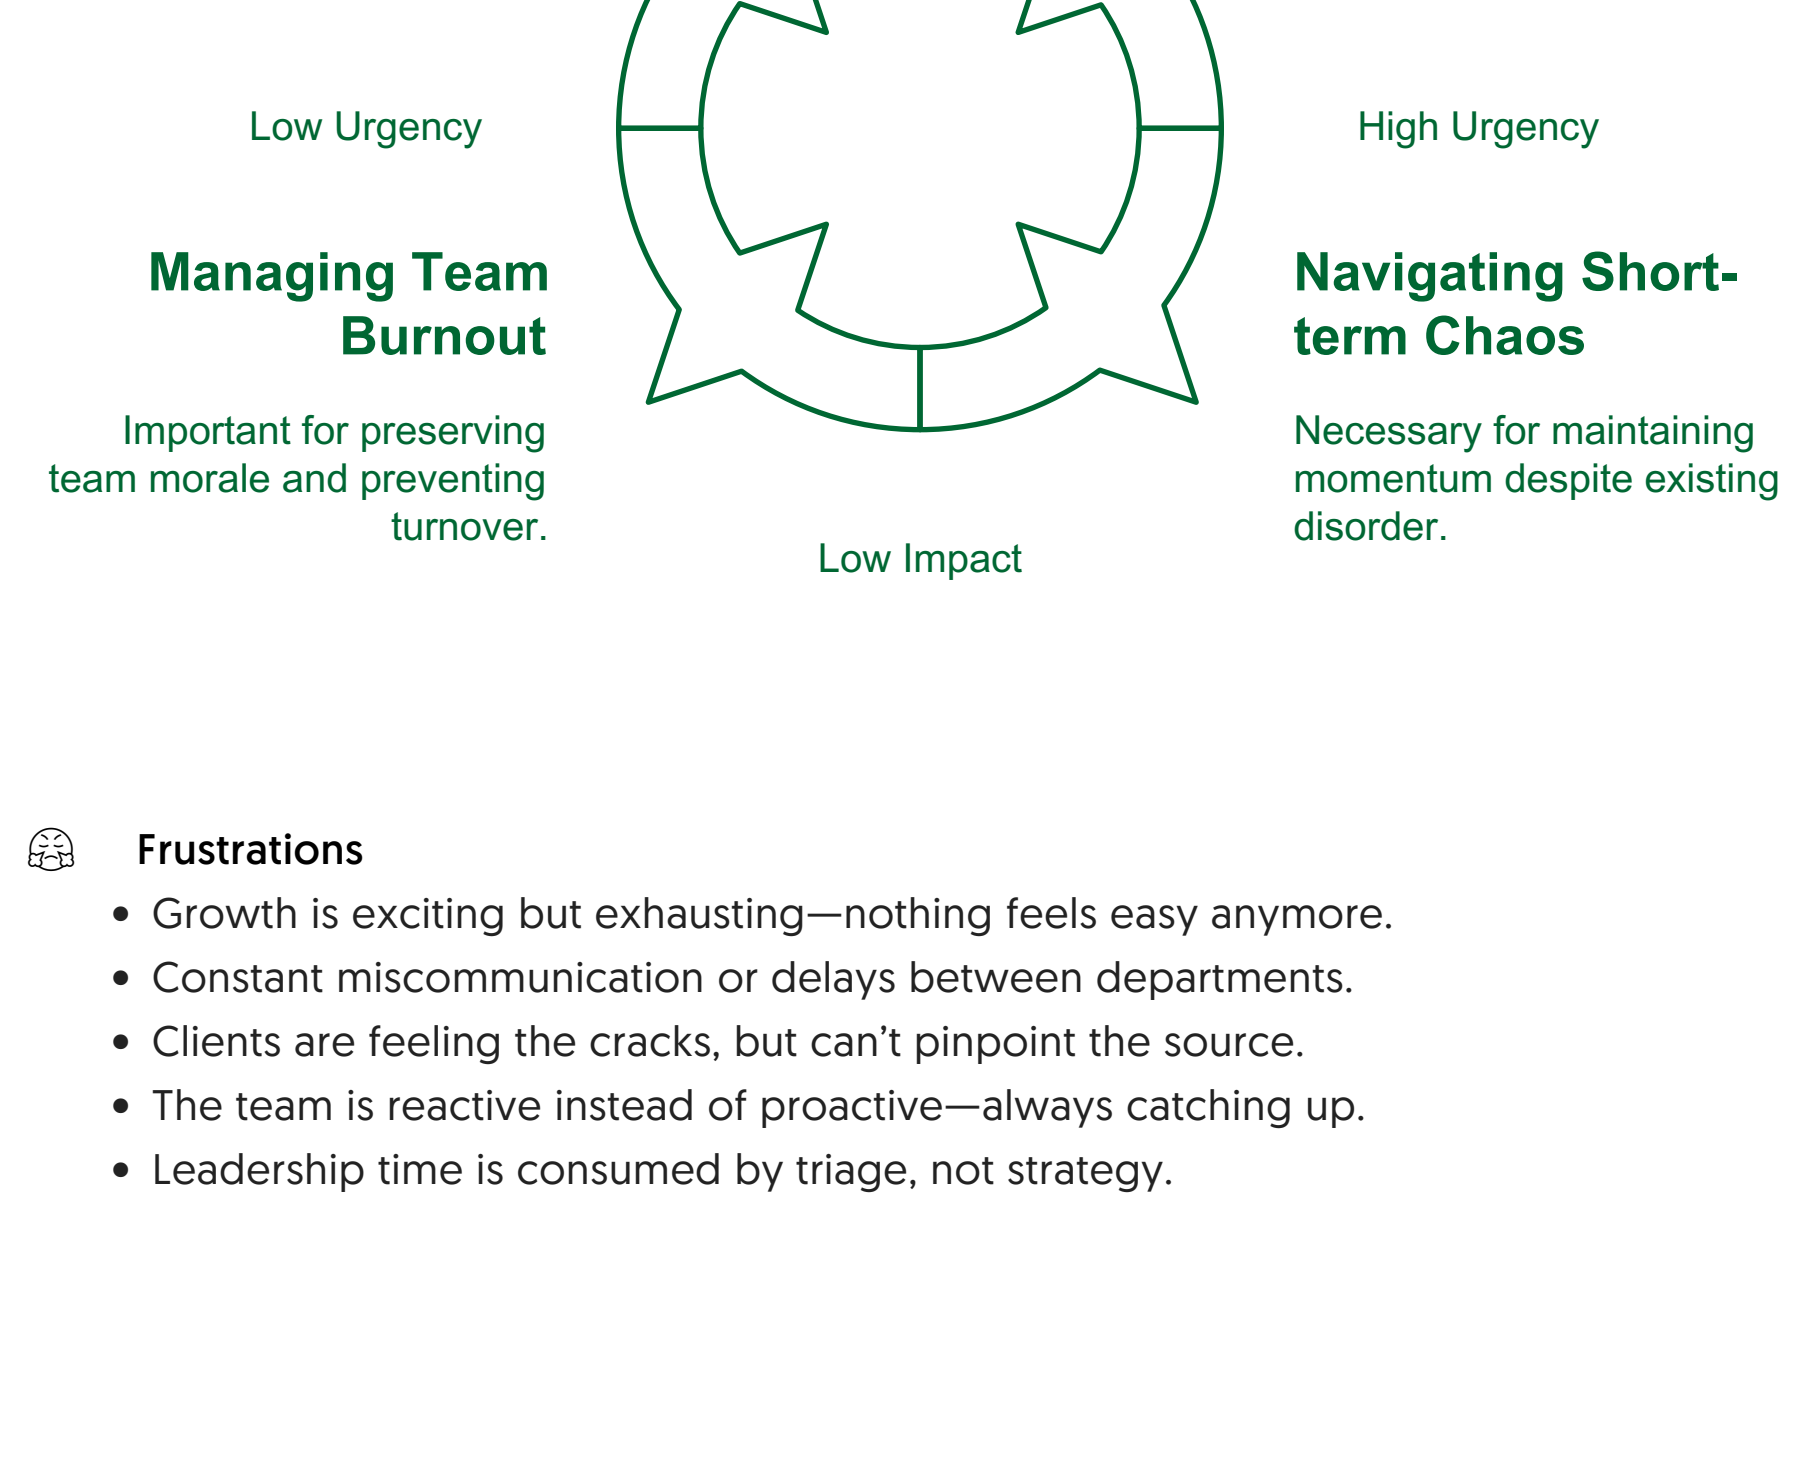 Low Urgency
High Urgency
Managing Team
Burnout
Important for preserving
team morale and preventing
turnover.
Navigating Short-
term Chaos
Necessary for maintaining
momentum despite existing
disorder.
Low Impact
Frustrations
• Growth is exciting but exhausting—nothing feels easy anymore.
• Constant miscommunication or delays between departments.
• Clients are feeling the cracks, but can’t pinpoint the source.
• The team is reactive instead of proactive—always catching up.
• Leadership time is consumed by triage, not strategy.